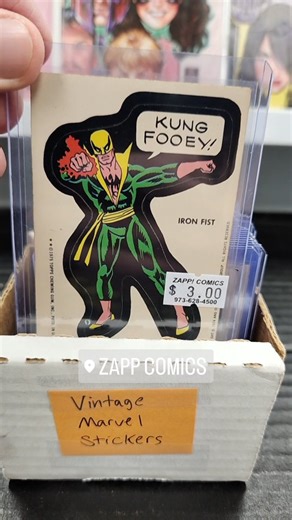 KUNG
FOOEY!
IRON FIST
ZAPP! COMICS
$ 3.00
973-628-4500
ZAPP COMICS
Vintage
Marvel
Stickers